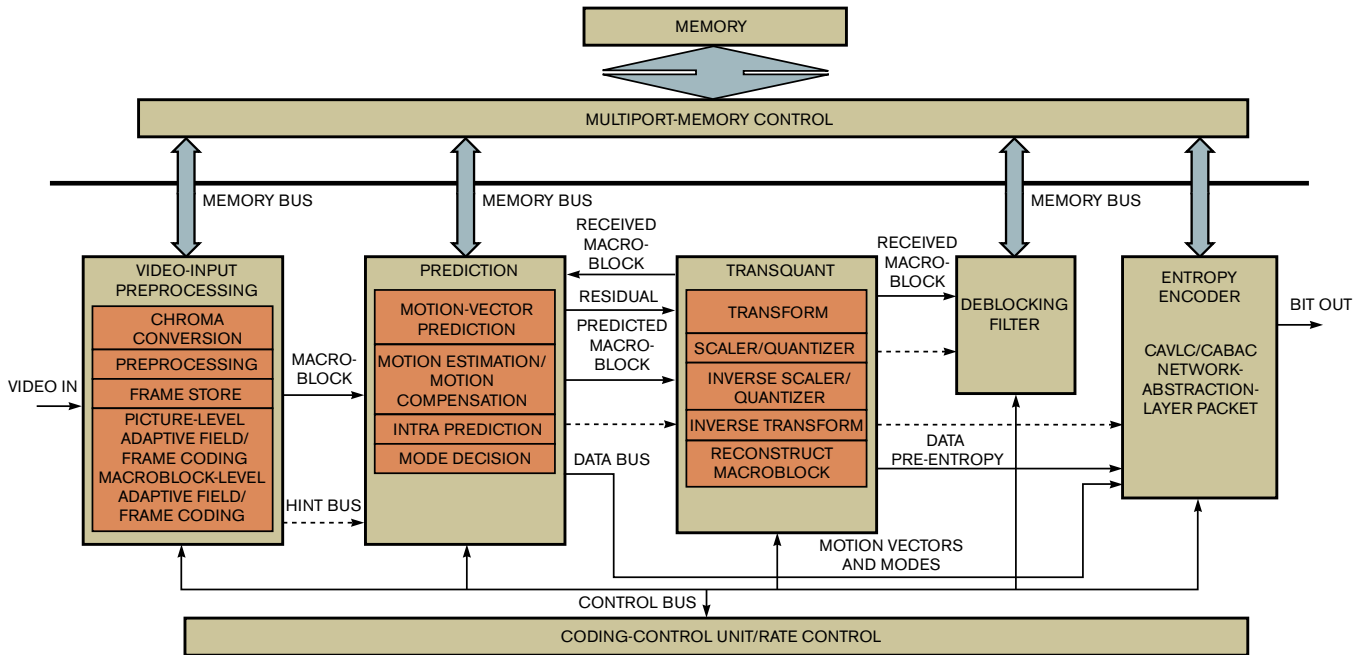 MEMORY
MULTIPORT-MEMORY CONTROL
MEMORY BUS
MEMORY BUS
MEMORY BUS
VIDEO IN
VIDEO-INPUT
PREPROCESSING
CHROMA
CONVERSION
PREPROCESSING
FRAME STORE
PICTURE-LEVEL
ADAPTIVE FIELD/
FRAME CODING
MACROBLOCK-LEVEL
ADAPTIVE FIELD/
FRAME CODING
MACRO-
BLOCK
HINT BUS
PREDICTION
MOTION-VECTOR
PREDICTION
MOTION ESTIMATION/
MOTION
COMPENSATION
INTRA PREDICTION
MODE DECISION
RECEIVED
MACRO-
BLOCK
RESIDUAL
PREDICTED
MACRO-
BLOCK
DATA BUS
TRANSQUANT
TRANSFORM
SCALER/QUANTIZER
INVERSE SCALER/
QUANTIZER
INVERSE TRANSFORM
RECONSTRUCT
MACROBLOCK
RECEIVED
MACRO-
BLOCK
DEBLOCKING
FILTER
DATA
PRE-ENTROPY
MOTION VECTORS
AND MODES
ENTROPY
ENCODER
CAVLC/CABAC
NETWORK-
ABSTRACTION-
LAYER PACKET
BIT OUT
CONTROL BUS
CODING-CONTROL UNIT/RATE CONTROL